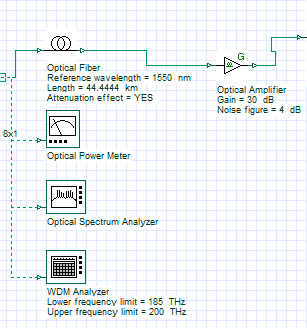 G
Optical Fiber
Reference wavelength = 1550 nm
Length = 44.4444 km
Attenuation effect = YES
Optical Amplifier
Gain = 30 dB
Noise figure = 4 dB
8x1
Optical Power Meter
Optical Spectrum Analyzer
WDM Analyzer
Lower frequency limit = 185 THz
Upper frequency limit = 200 THz